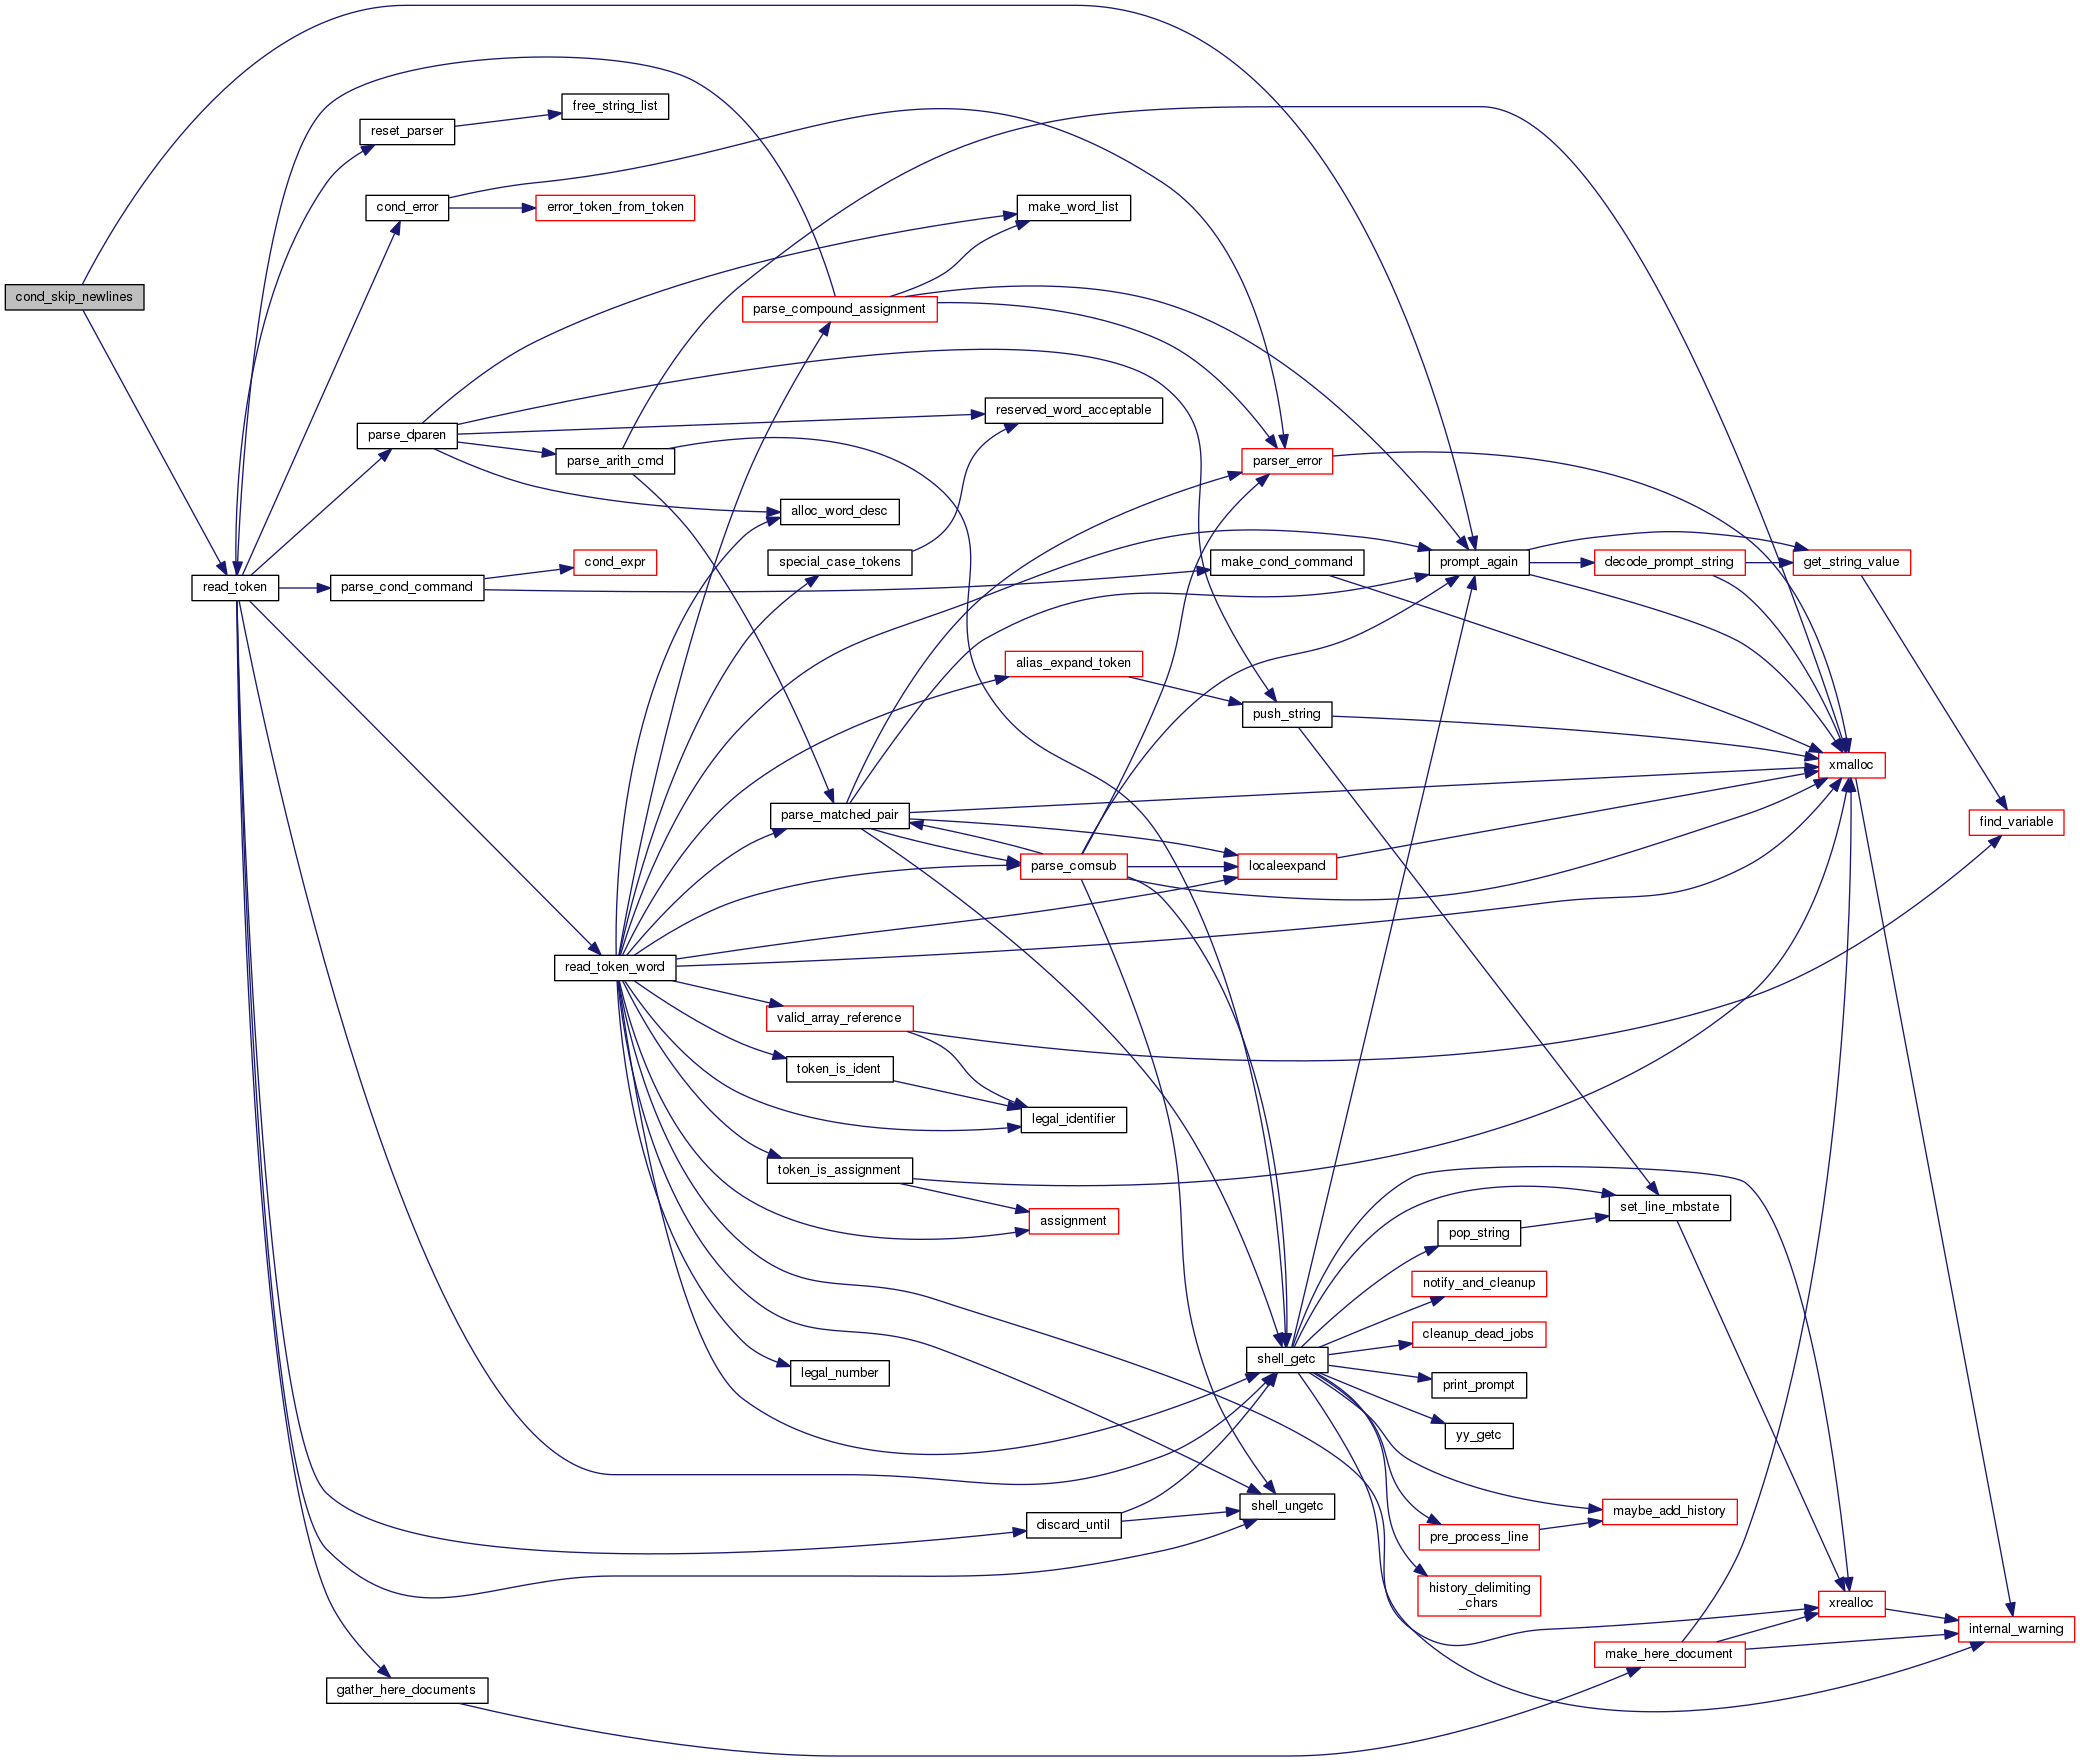 free_string_list
reset_parser
cond_error
error_token_from_token
make_word_list
cond_skip_newlines
parse_compound_assignment
reserved_word_acceptable
parse_dparen
parse_arith_cmd
parser_error
alloc_word_desc
cond_expr
special_case_tokens
make_cond_command
prompt_again
decode_prompt_string
get_string_value
read_token
parse_cond_command
alias_expand_token
push_string
xmalloc
parse_matched_pair
find_variable
parse_comsub
localeexpand
read_token_word
valid_array_reference
token_is_ident
legal_identifier
token_is_assignment
set_line_mbstate
assignment
pop_string
notify_and_cleanup
cleanup_dead_jobs
shell_getc
legal_number
print_prompt
yy_getc
shell_ungetc
maybe_add_history
discard_until
pre_process_line
history_delimiting
_chars
xrealloc
internal_warning
make_here_document
gather_here_documents